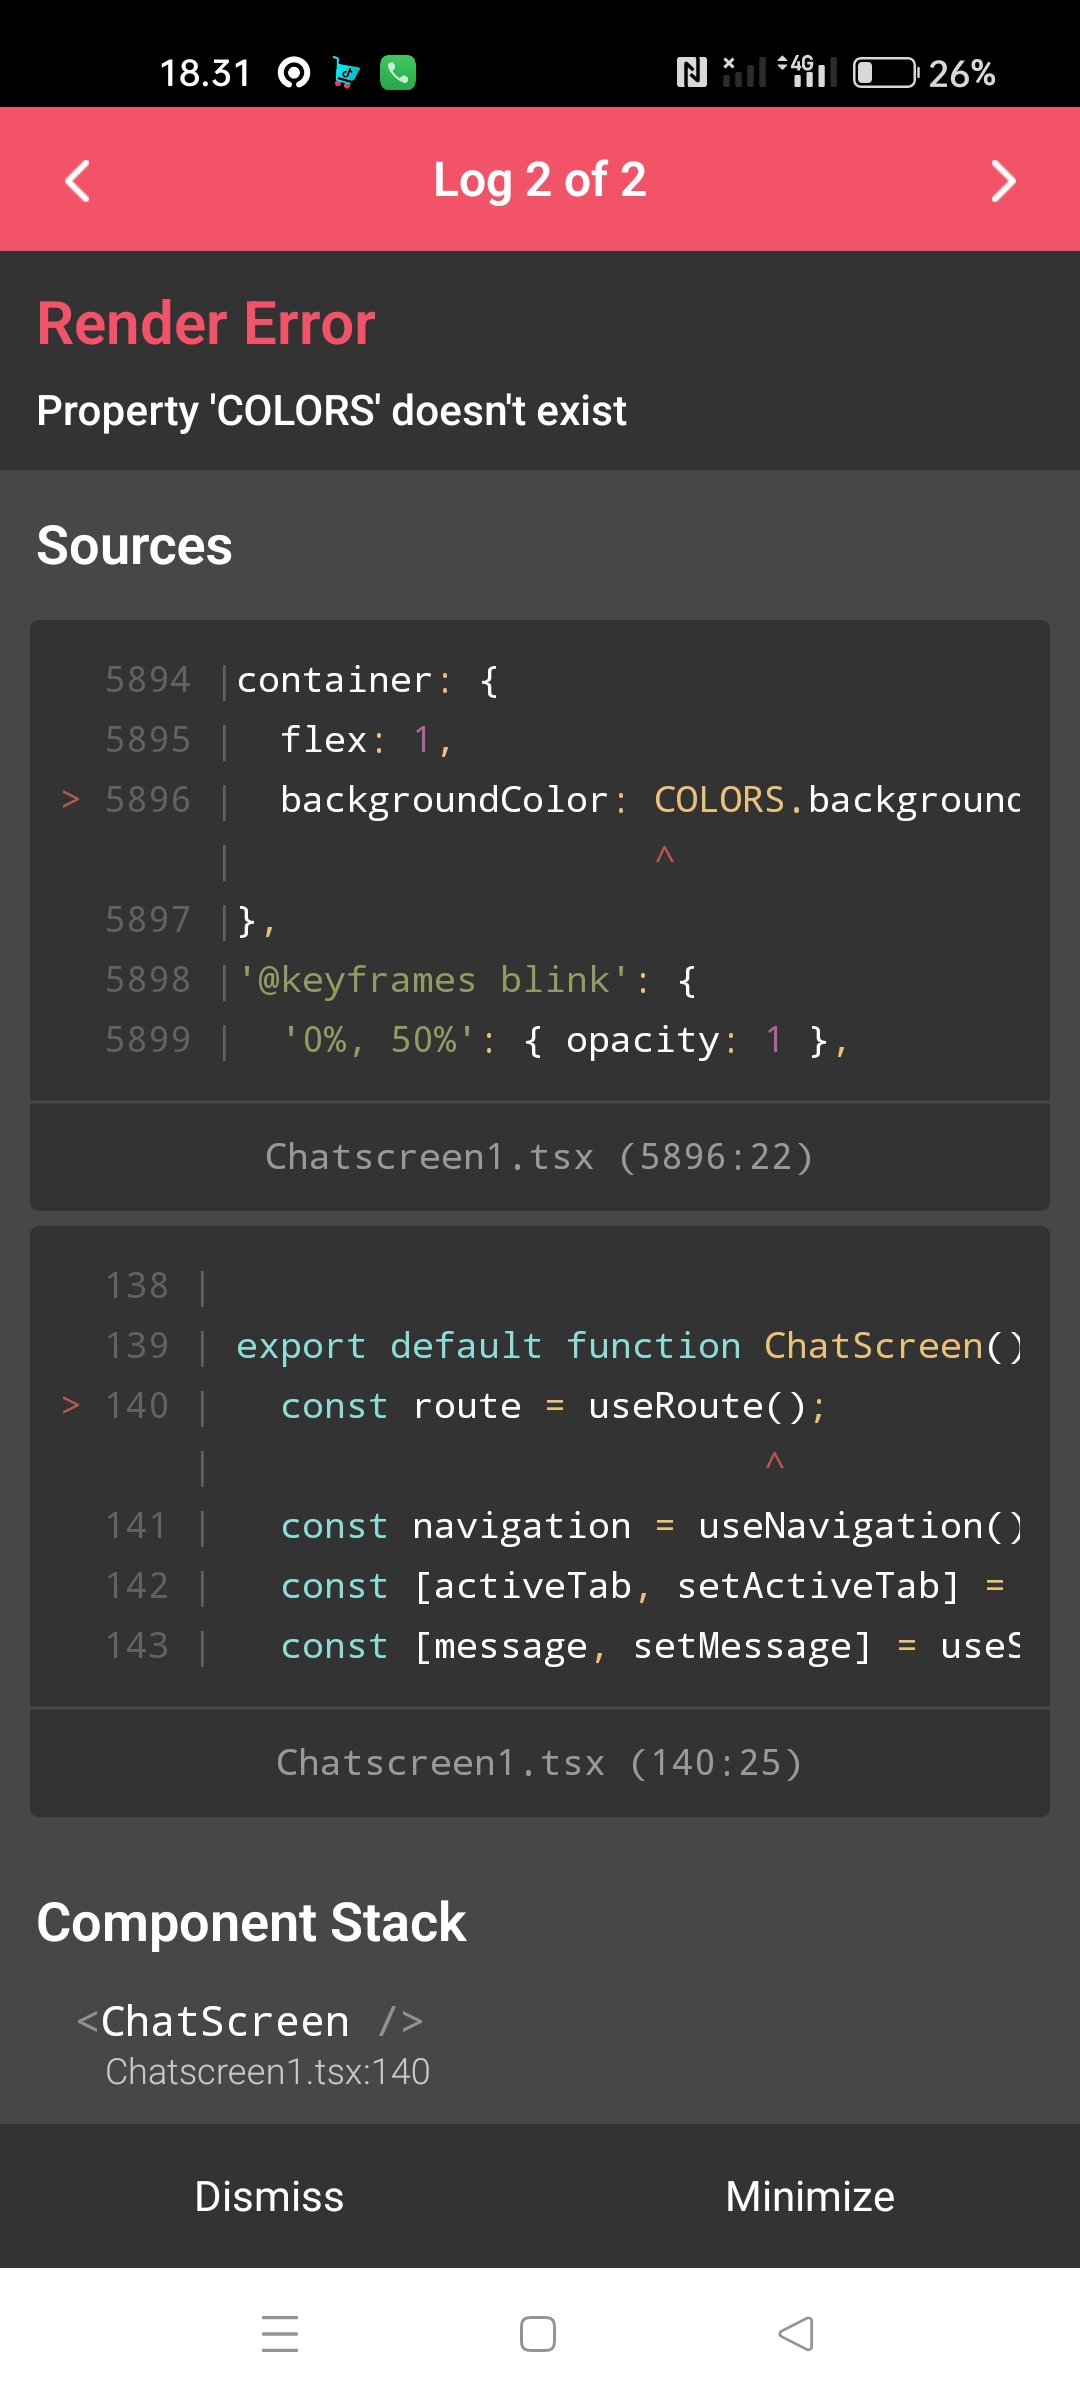 18.31 4G 26%
Log 2 of 2
Render Error
Property 'COLORS' doesn't exist
Sources
5894 |container: {
5895 |  flex: 1,
> 5896 |  backgroundColor: COLORS.background
|                   ^
5897 |},
5898 |'@keyframes blink': {
5899 |  '0%, 50%': { opacity: 1 },
Chatscreen1.tsx (5896:22)
138 |
139 | export default function ChatScreen()
> 140 |   const route = useRoute();
|                         ^
141 |   const navigation = useNavigation()
142 |   const [activeTab, setActiveTab] =
143 |   const [message, setMessage] = useS
Chatscreen1.tsx (140:25)
Component Stack
<ChatScreen />
Chatscreen1.tsx:140
Dismiss Minimize